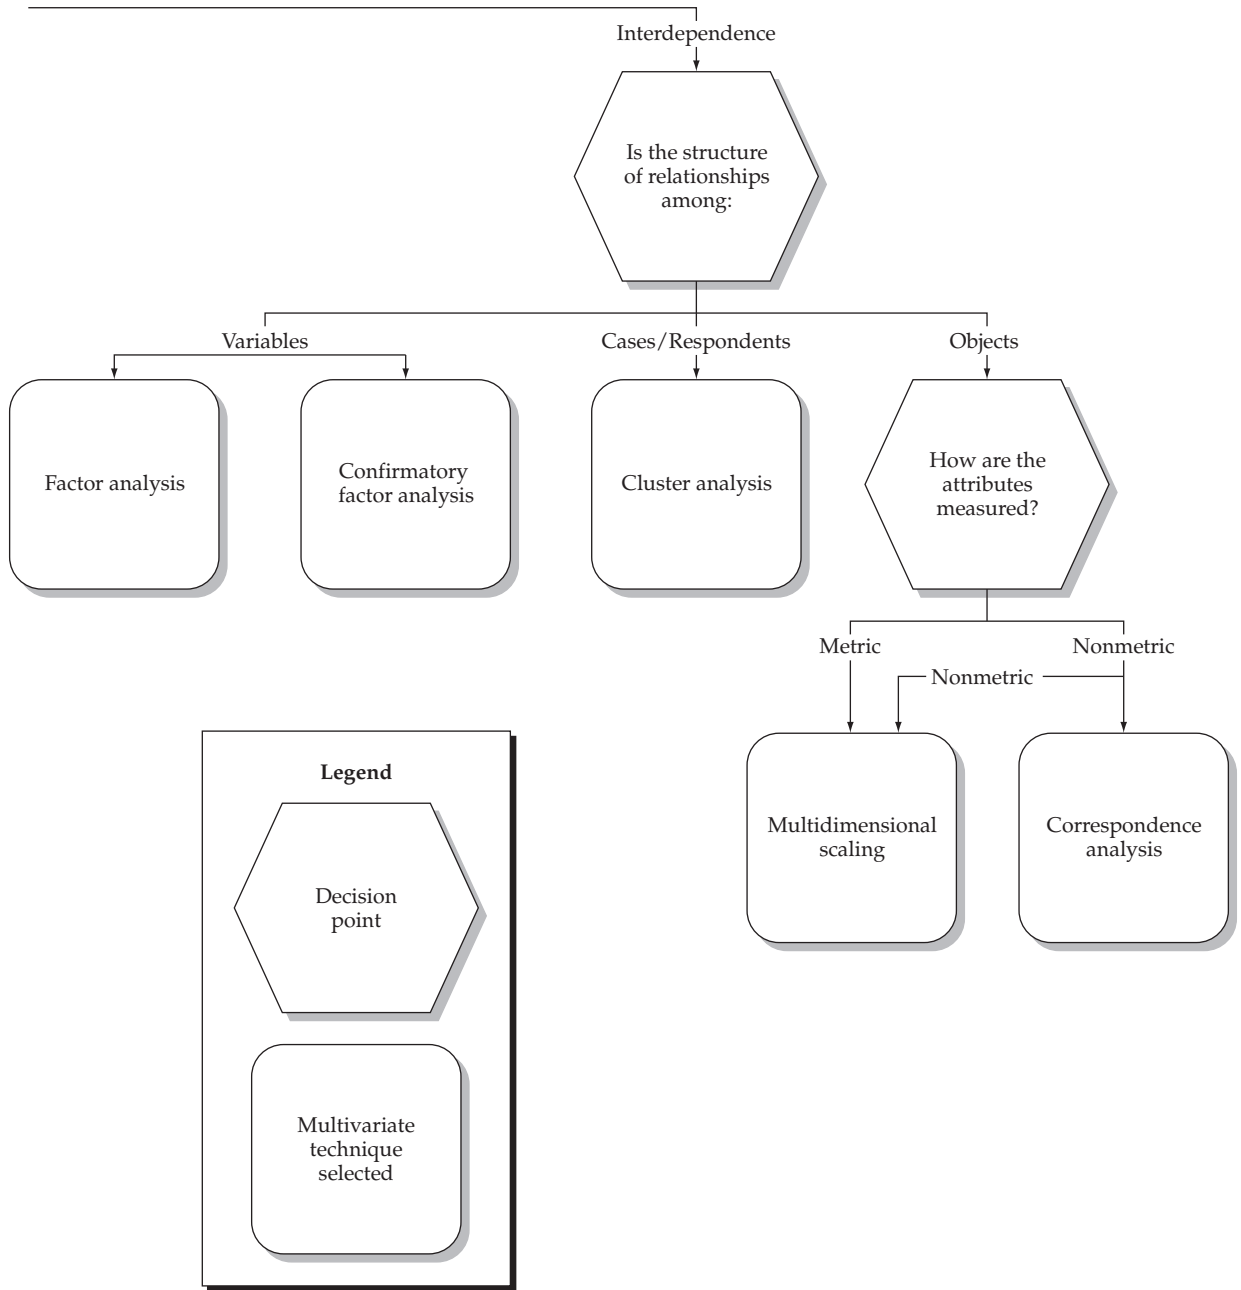 Interdependence
Is the structure
of relationships
among:
Variables
Cases/Respondents
Objects
Factor analysis
Confirmatory
factor analysis
Cluster analysis
How are the
attributes
measured?
Metric
Nonmetric
Nonmetric
Multidimensional
scaling
Correspondence
analysis
Legend
Decision
point
Multivariate
technique
selected